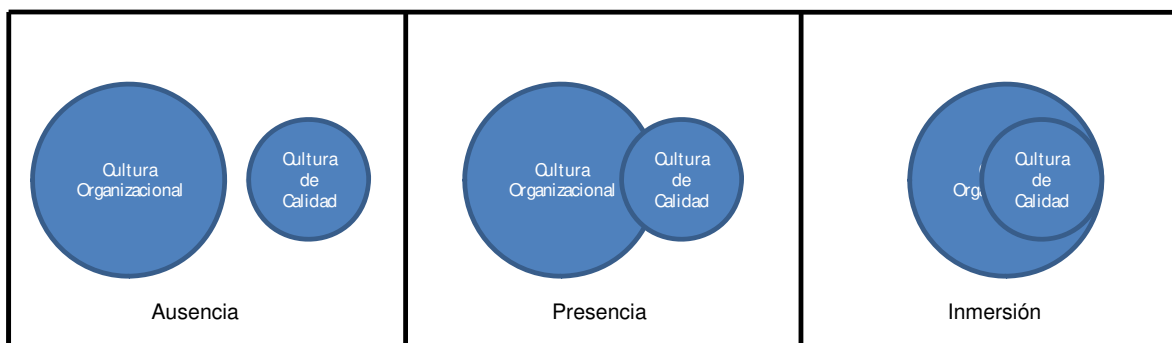 Cultura
Organizacional
Cultura
de
Calidad
Ausencia
Cultura
Organizacional
Cultura
de
Calidad
Presencia
Cultura
de
Calidad
Inmersión